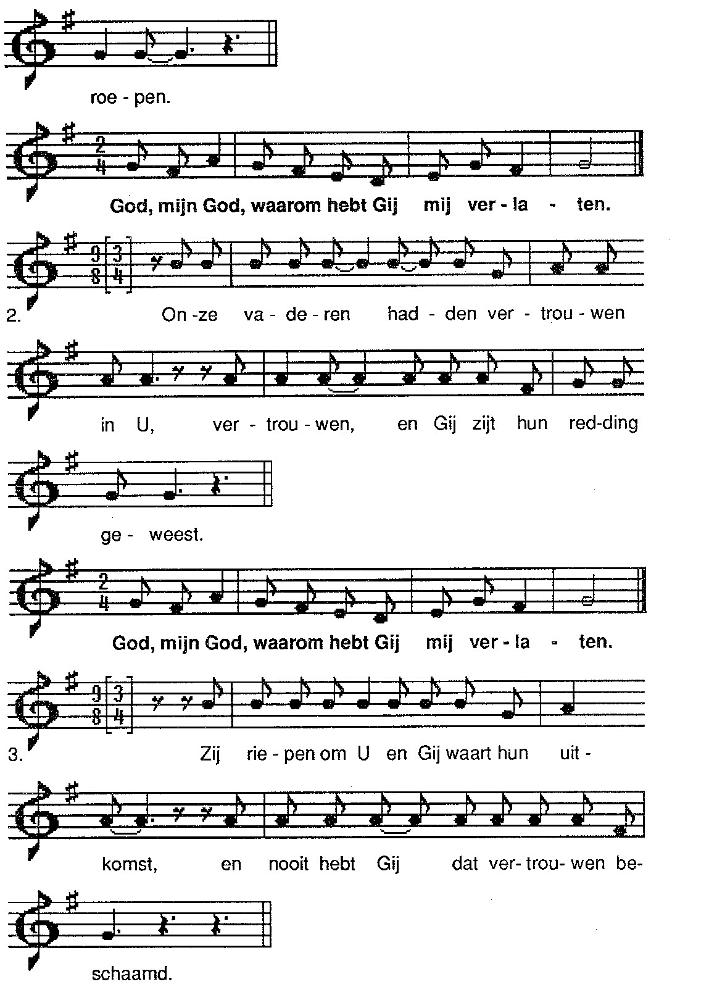 roe - pen.
2 4
God, mijn God, waarom hebt Gij mij ver - la - ten.
9 8 [3 4]
2. On -ze va - de - ren had - den ver - trou - wen
in U, ver - trou - wen, en Gij zijt hun red-ding
ge - weest.
2 4
God, mijn God, waarom hebt Gij mij ver - la - ten.
9 8 [3 4]
3. Zij rie - pen om U en Gij waart hun uit -
komst, en nooit hebt Gij dat ver- trou- wen be-
schaamd.